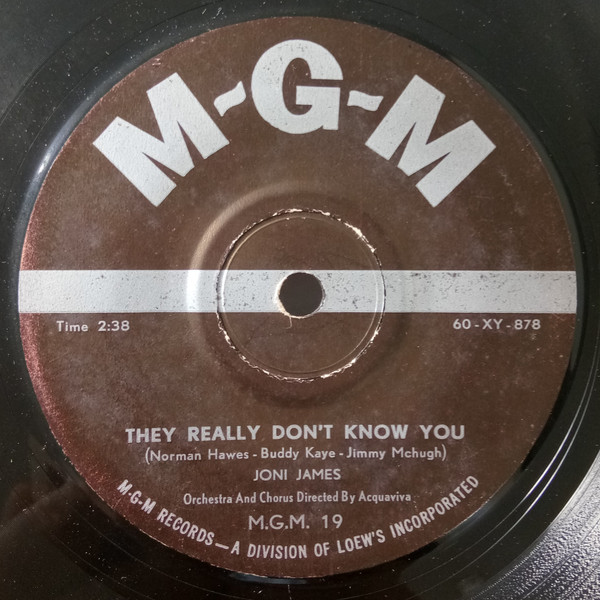 M-G-M
Time 2:38
60-XY-878
THEY REALLY DON'T KNOW YOU
(Norman Hawes - Buddy Kaye - Jimmy Mchugh)
JONI JAMES
Orchestra And Chorus Directed By Acquaviva
M.G.M. 19
M-G-M RECORDS—A DIVISION OF LOEW'S INCORPORATED